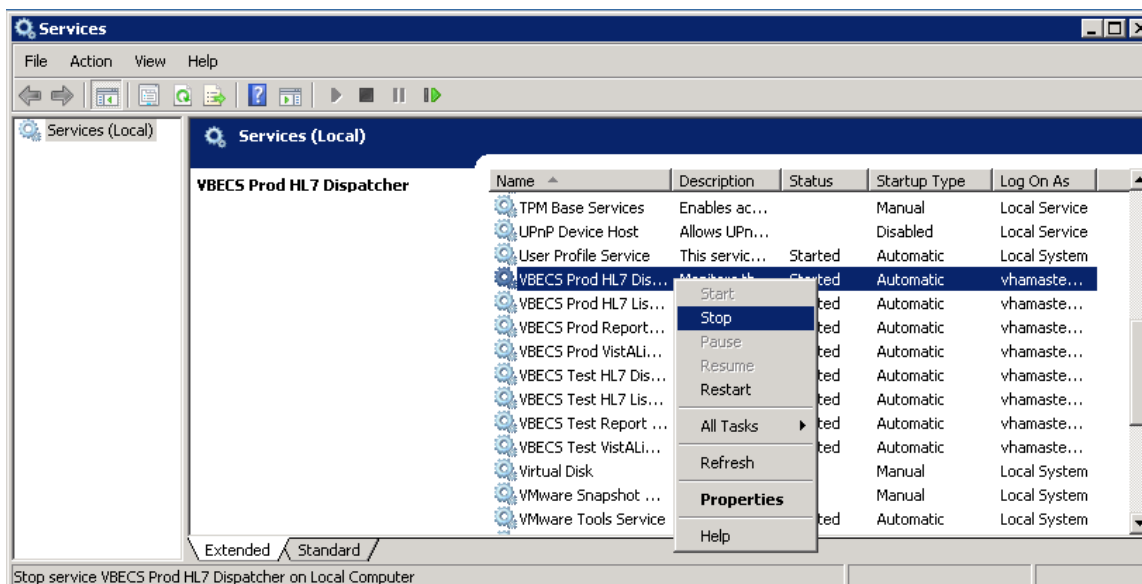 Services
File Action View Help
Services (Local)
Services (Local)
VBECS Prod HL7 Dispatcher
Name Description Status Startup Type Log On As
TPM Base Services Enables ac... Manual Local Service
UPnP Device Host Allows UPn... Disabled Local Service
User Profile Service This servic... Started Automatic Local System
VBECS Prod HL7 Dis... Automatic vhamaste...
VBECS Prod HL7 Lis... Automatic vhamaste...
VBECS Prod Report... Automatic vhamaste...
VBECS Prod VistALi... Automatic vhamaste...
VBECS Test HL7 Dis... Automatic vhamaste...
VBECS Test HL7 Lis... Automatic vhamaste...
VBECS Test Report ... Automatic vhamaste...
VBECS Test VistALi... Automatic vhamaste...
Virtual Disk Manual Local System
VMware Snapshot ... Manual Local System
VMware Tools Service Automatic Local System
Start
Stop
Pause
Resume
Restart
All Tasks
Refresh
Properties
Help
Extended Standard
Stop service VBECS Prod HL7 Dispatcher on Local Computer